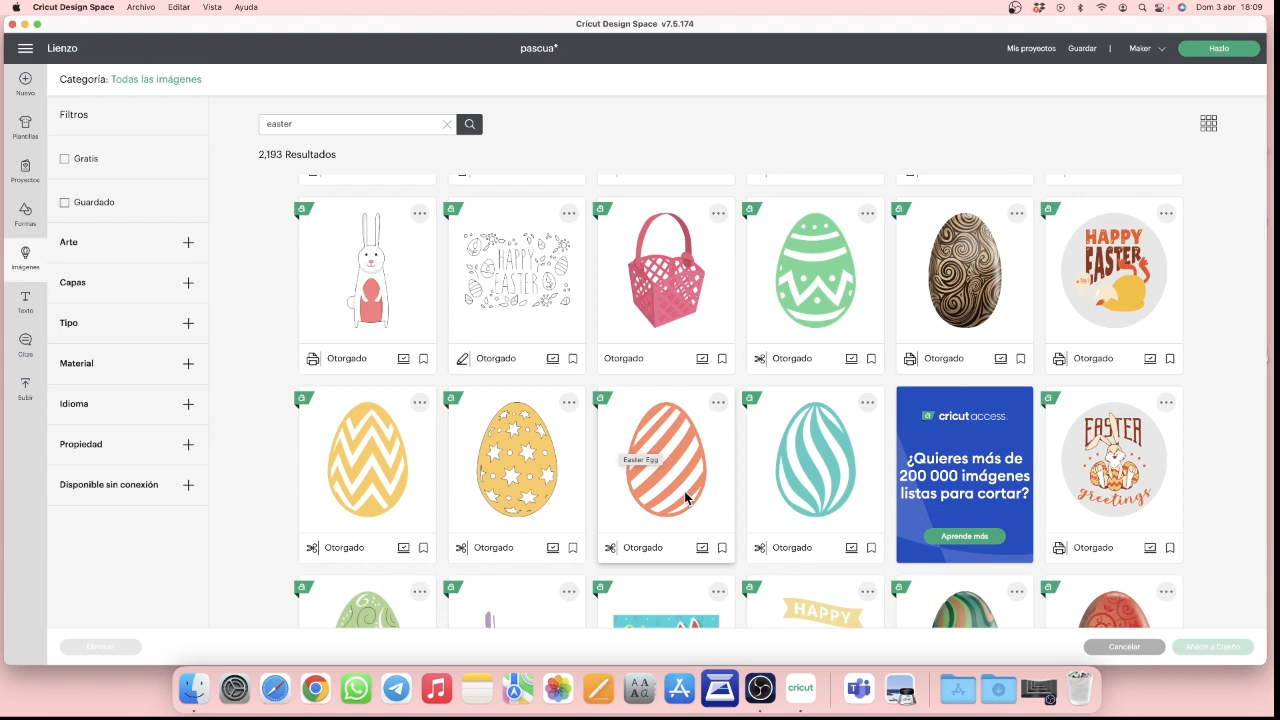 Cricut Design Space Archivo Editar Vista Ayuda Dom 3 abr 18:09
Cricut Design Space v7.5.174
Lienzo pascua* Mis proyectos Guardar | Maker Hazlo
Nuevo
Plantillas
Proyectos
Formas
Imágenes
Texto
Citas
Subir
Categoría: Todas las imágenes
Filtros
Gratis
Guardado
Arte
Capas
Tipo
Material
Idioma
Propiedad
Disponible sin conexión
easter
2,193 Resultados
HAPPY
EASTER
HAPPY
EASTER
Otorgado Otorgado Otorgado Otorgado Otorgado Otorgado
Easter Egg
cricut access.
¿Quieres más de
200 000 imágenes
listas para cortar?
Aprende más
EASTER
greetings
Otorgado Otorgado Otorgado Otorgado Otorgado
HAPPY
Eliminar Cancelar Añadir a Diseño
AA
cricut